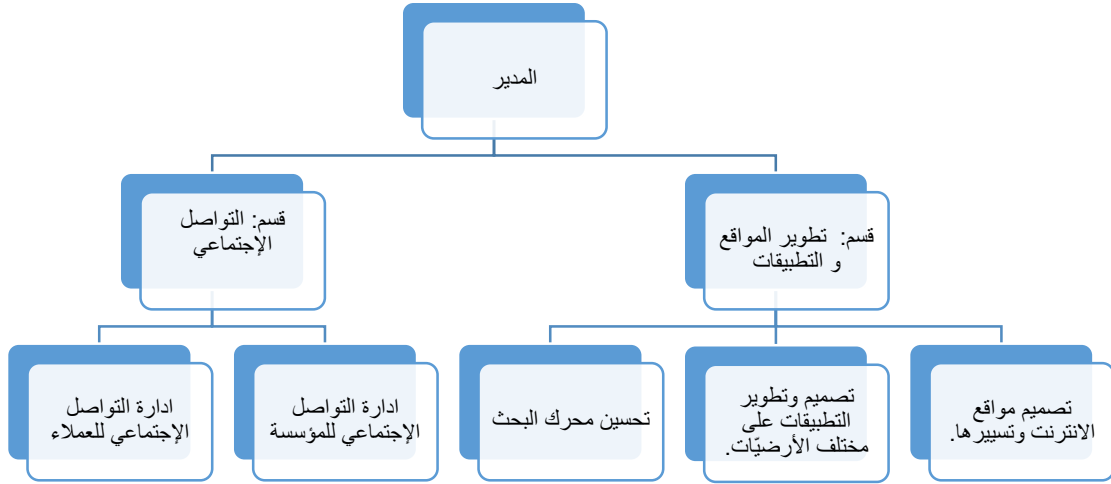 المدير
قسم: تطوير المواقع
و التطبيقات
قسم: التواصل
الإجتماعي
تصميم مواقع
الانترنت وتسييرها.
تصميم وتطوير
التطبيقات على
مختلف الأرضيّات.
تحسين محرك البحث
ادارة التواصل
الإجتماعي للمؤسسة
ادارة التواصل
الإجتماعي للعملاء